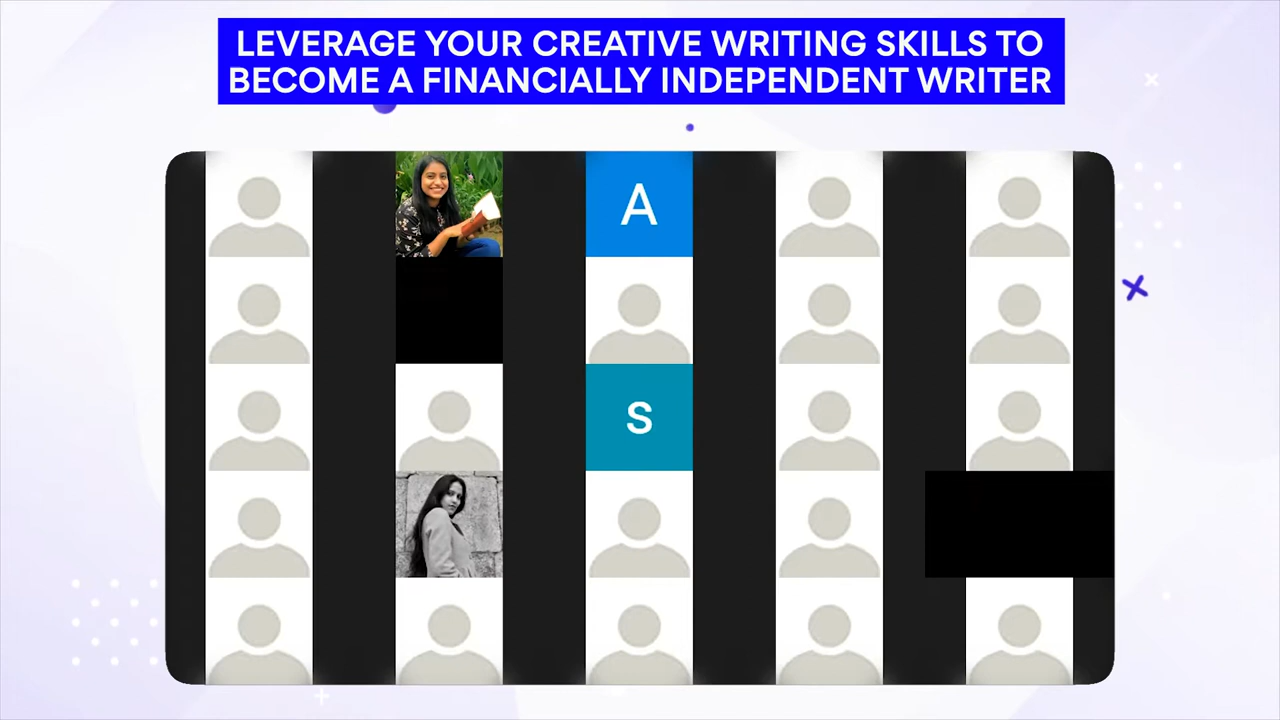 LEVERAGE YOUR CREATIVE WRITING SKILLS TO
BECOME A FINANCIALLY INDEPENDENT WRITER
A
S